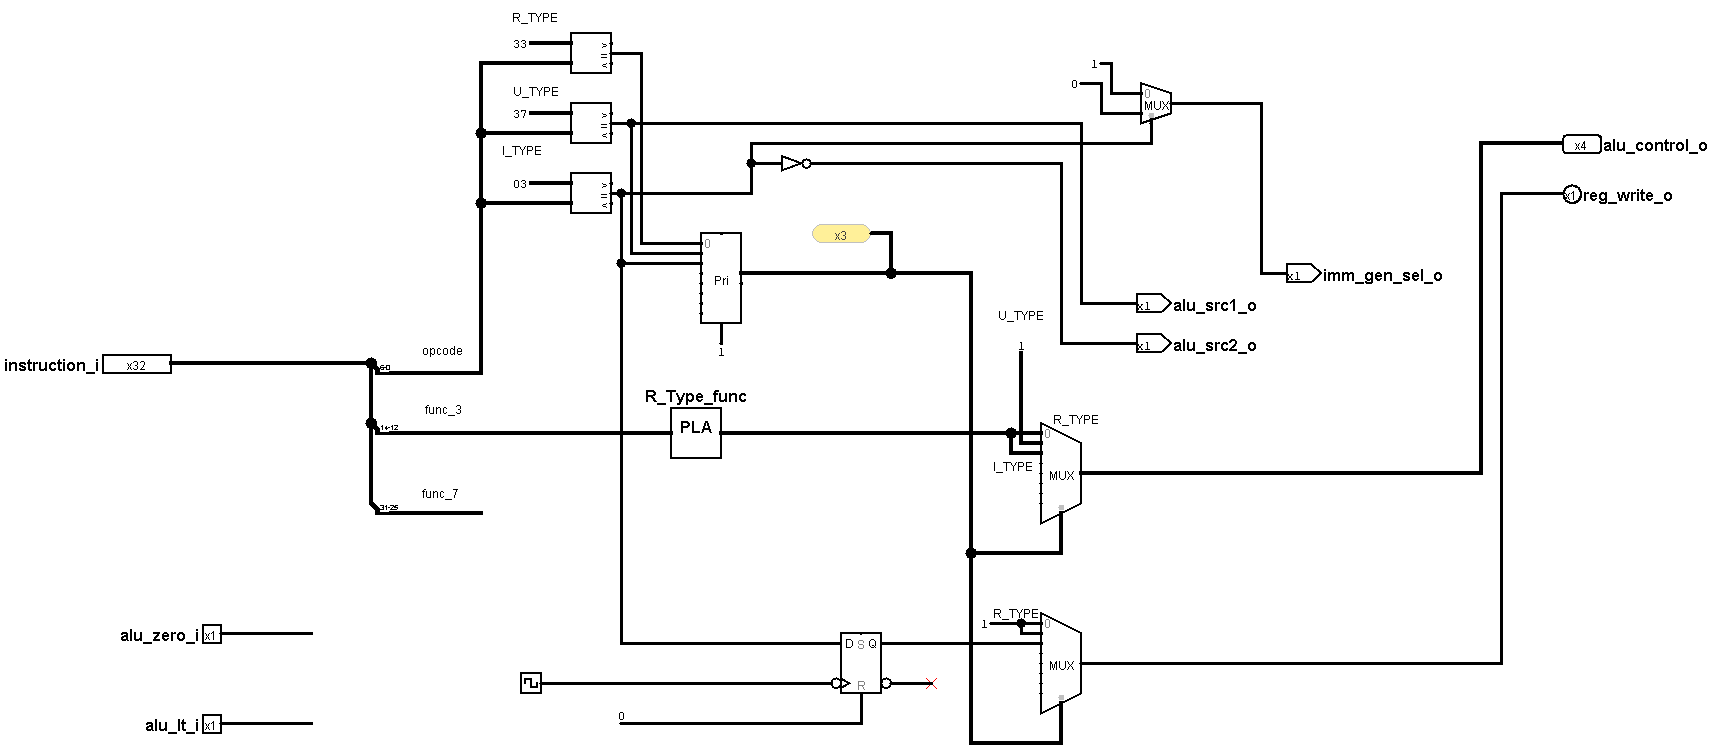 R_TYPE
33
U_TYPE
37
I_TYPE
03
1
0
0
MUX
x4 alu_control_o
x1 reg_write_o
x3
0
Pri
1
x1 imm_gen_sel_o
x1 alu_src1_o
U_TYPE
x1 alu_src2_o
1
instruction_i x32
opcode
6-0
R_Type_func
func_3
14-12
PLA
R_TYPE
0
I_TYPE
MUX
func_7
31-25
R_TYPE
1
0
alu_zero_i x1
D S Q
MUX
R
0
alu_lt_i x1